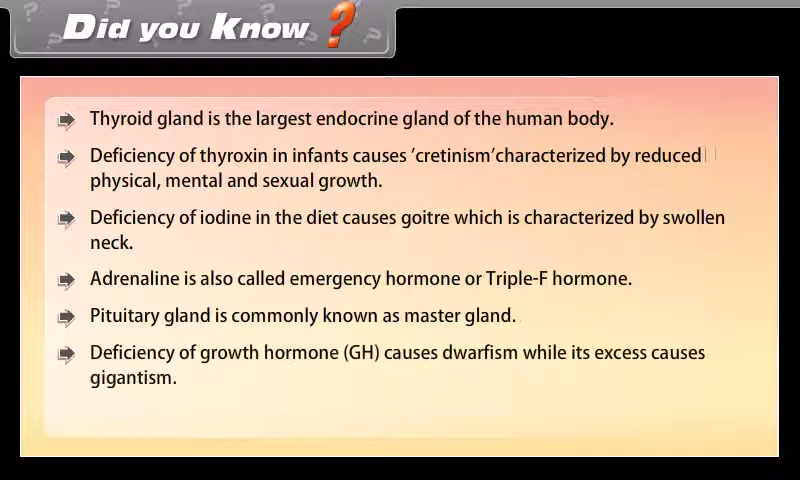 Did you Know ?
Thyroid gland is the largest endocrine gland of the human body.
Deficiency of thyroxin in infants causes ‘cretinism’characterized by reduced
physical, mental and sexual growth.
Deficiency of iodine in the diet causes goitre which is characterized by swollen
neck.
Adrenaline is also called emergency hormone or Triple-F hormone.
Pituitary gland is commonly known as master gland.
Deficiency of growth hormone (GH) causes dwarfism while its excess causes
gigantism.